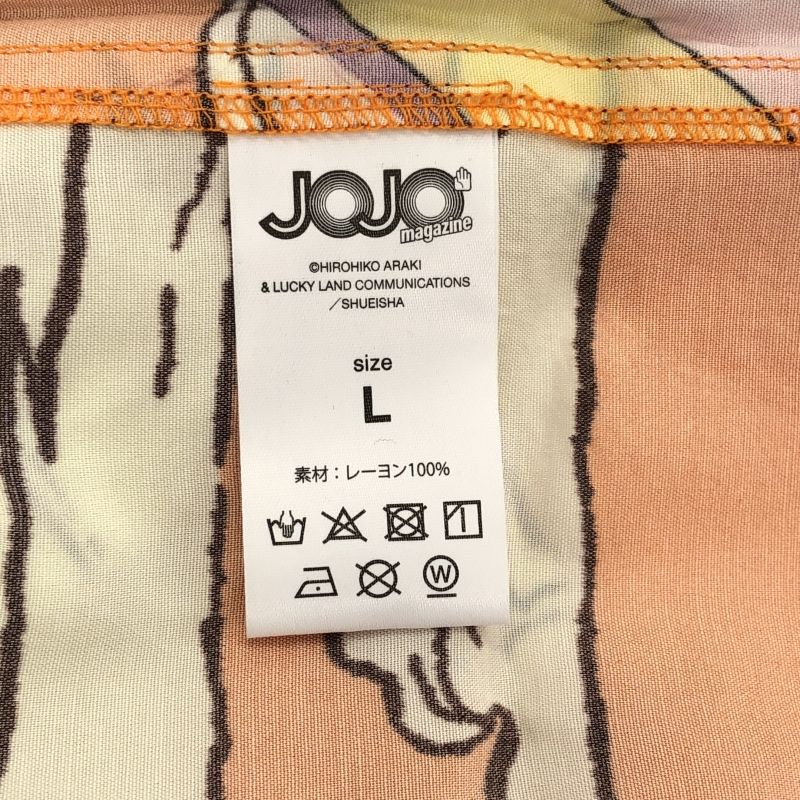 JOJO
magazine
©HIROHIKO ARAKI
& LUCKY LAND COMMUNICATIONS
／SHUEISHA
size
L
素材：レーヨン100%
W